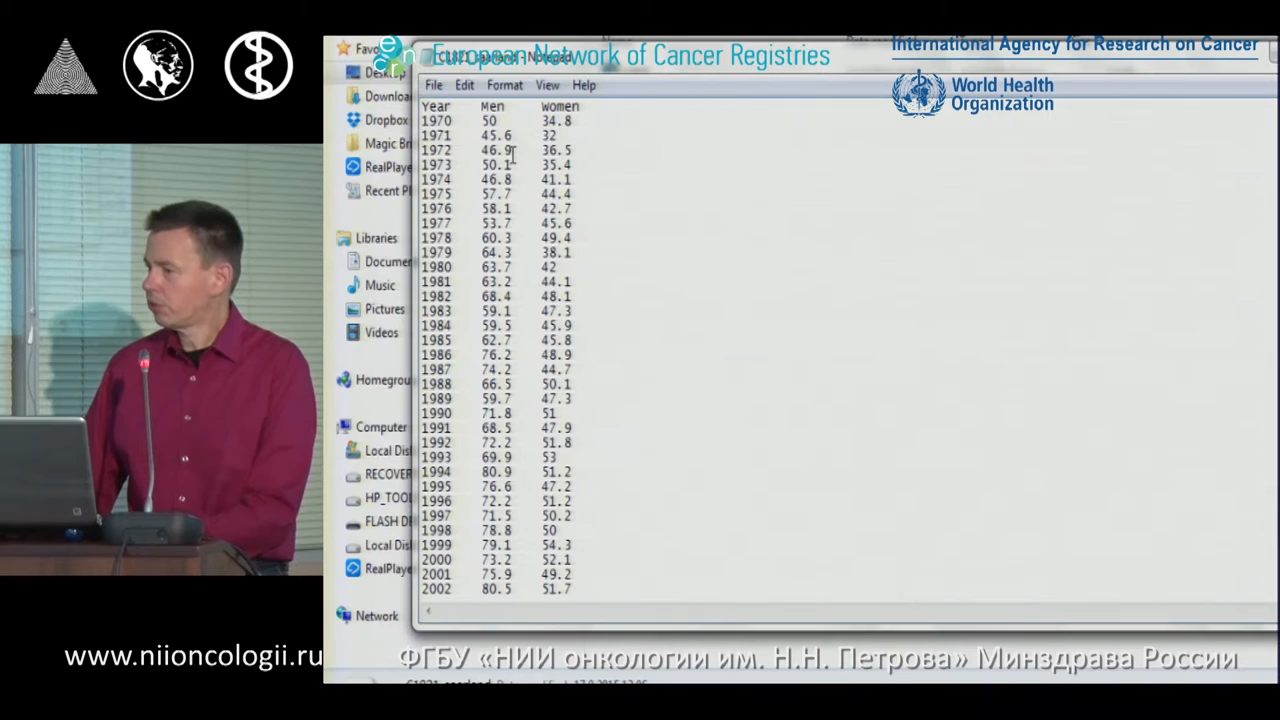 European Network of Cancer Registries
International Agency for Research on Cancer
World Health
Organization
Notepad
File Edit Format View Help
Year Men Women
1970 50 34.8
1971 45.6 32
1972 46.9 36.5
1973 50.1 35.4
1974 46.8 41.1
1975 57.7 44.4
1976 58.1 42.7
1977 53.7 45.6
1978 60.3 49.4
1979 64.3 38.1
1980 63.7 42
1981 63.2 44.1
1982 68.4 48.1
1983 59.1 47.3
1984 59.5 45.9
1985 62.7 45.8
1986 76.2 48.9
1987 74.2 44.7
1988 66.5 50.1
1989 59.7 47.3
1990 71.8 51
1991 68.5 47.9
1992 72.2 51.8
1993 69.9 53
1994 80.9 51.2
1995 76.6 47.2
1996 72.2 51.2
1997 71.5 50.2
1998 78.8 50
1999 79.1 54.3
2000 73.2 52.1
2001 75.9 49.2
2002 80.5 51.7
Favo
Deskto
Downloa
Dropbox
Magic Br
RealPlaye
Recent Pl
Libraries
Documen
Music
Pictures
Videos
Homegrou
Computer
Local Disk
RECOVER
HP_TOOL
FLASH DR
Local Disk
RealPlaye
Network
www.niioncologii.ru
ФГБУ «НИИ онкологии им. Н.Н. Петрова» Минздрава России